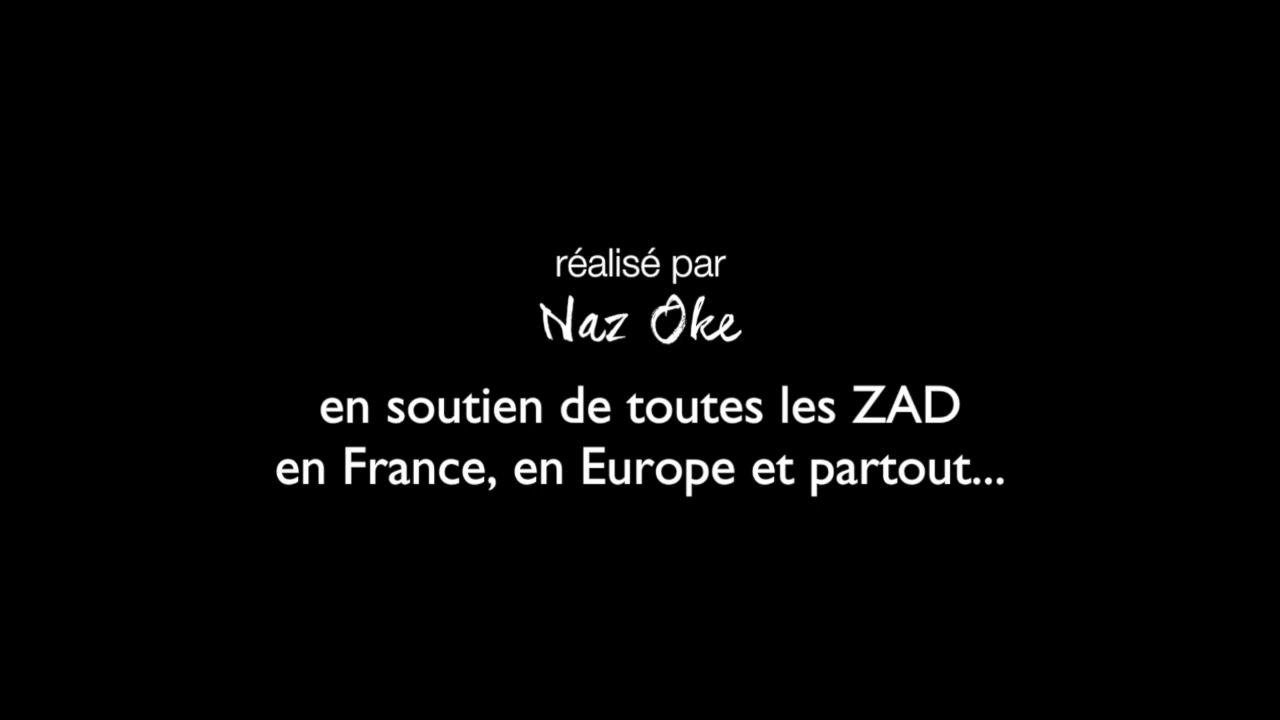 réalisé par
Naz Oke
en soutien de toutes les ZAD
en France, en Europe et partout...